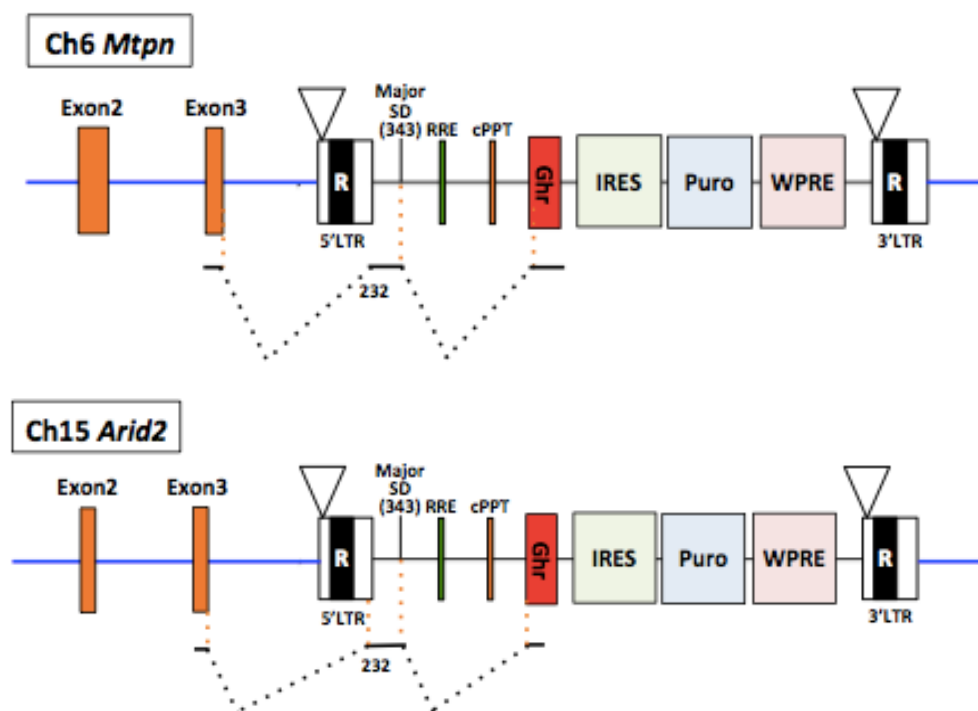 Ch6 Mtpn
Exon2 Exon3 Major
SD
(343) RRE cPPT
R Ghr IRES Puro WPRE R
5'LTR 3'LTR
232
Ch15 Arid2
Exon2 Exon3 Major
SD
(343) RRE cPPT
R Ghr IRES Puro WPRE R
5'LTR 3'LTR
232